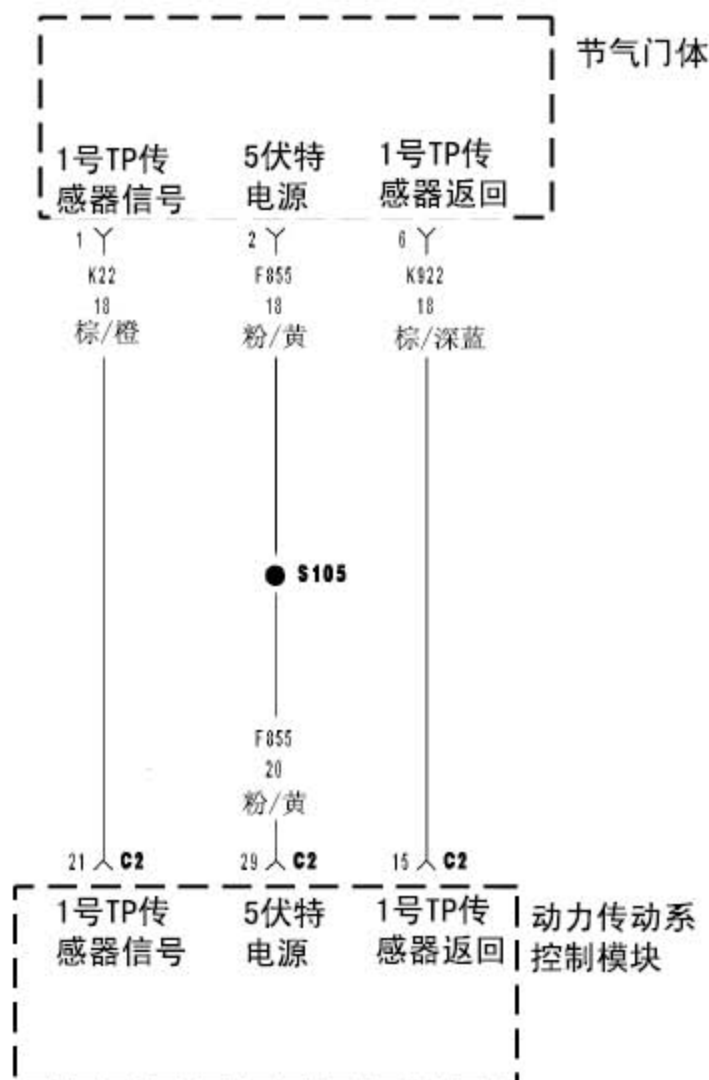 节气门体
1号TP传
感器信号
5伏特
电源
1号TP传
感器返回
1
2
6
K22
F855
K922
18
18
18
棕/橙
粉/黄
棕/深蓝
S105
F855
20
粉/黄
21 C2
29 C2
15 C2
1号TP传
感器信号
5伏特
电源
1号TP传
感器返回
动力传动系
控制模块